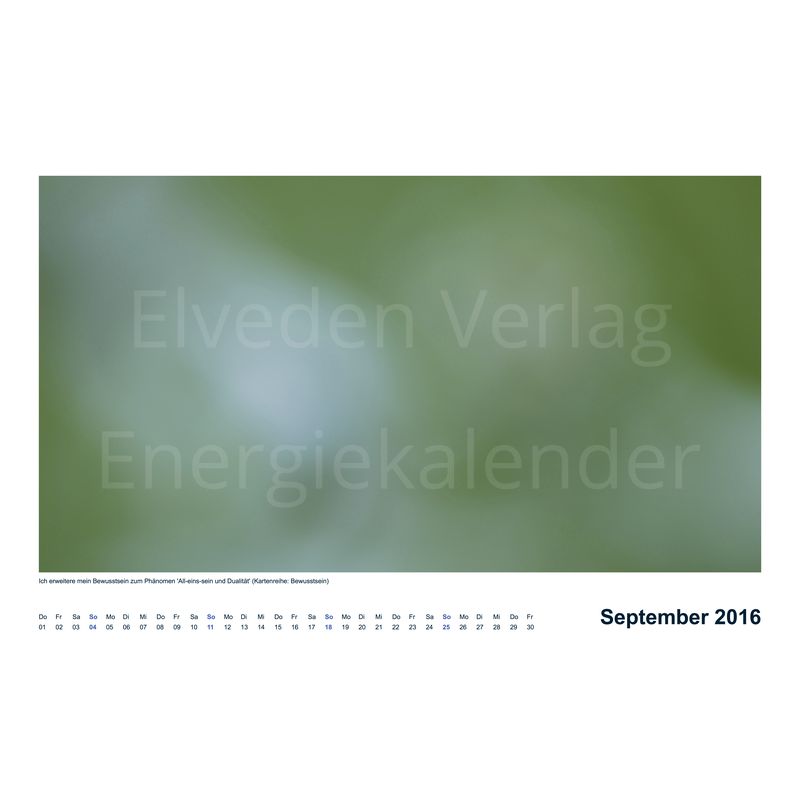 Elveden Verlag
Energiekalender
Ich erweitere mein Bewusstsein zum Phänomen 'All-eins-sein und Dualität' (Kartenreihe: Bewusstsein)
Do Fr Sa So Mo Di Mi Do Fr Sa So Mo Di Mi Do Fr Sa So Mo Di Mi Do Fr Sa So Mo Di Mi Do Fr
01 02 03 04 05 06 07 08 09 10 11 12 13 14 15 16 17 18 19 20 21 22 23 24 25 26 27 28 29 30
September 2016